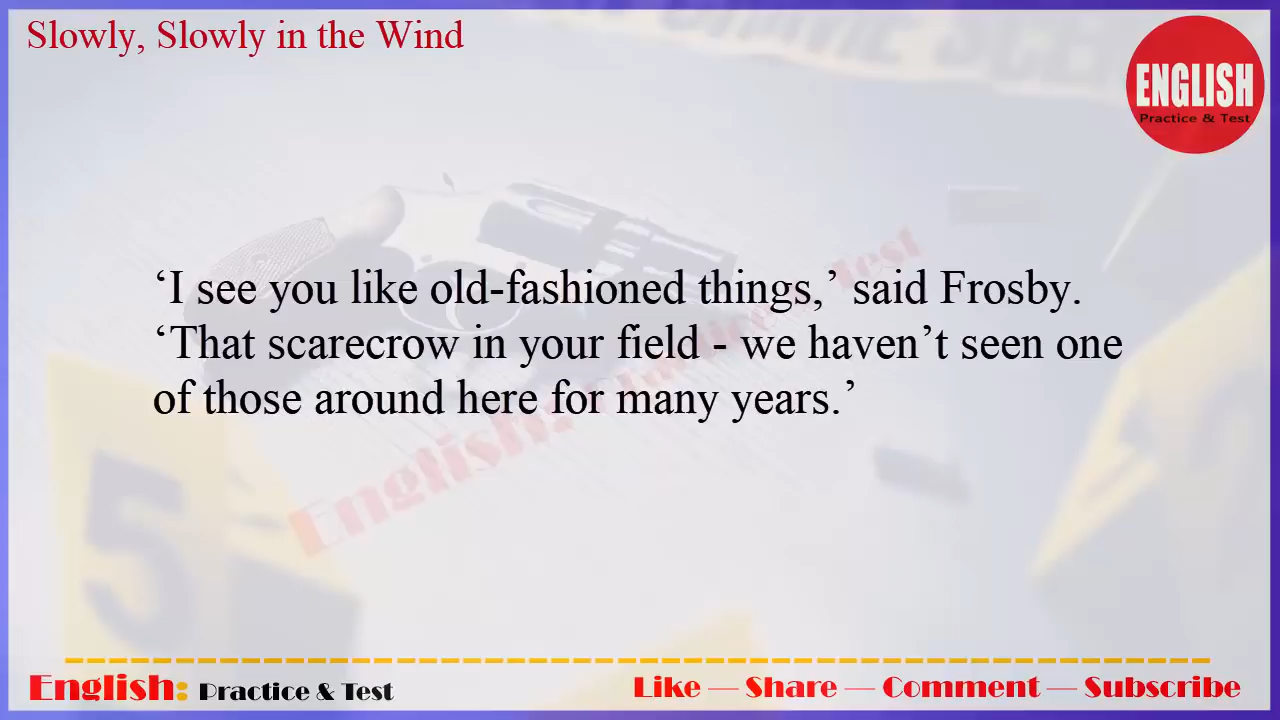 Slowly, Slowly in the Wind
ENGLISH
Practice & Test
‘I see you like old-fashioned things,’ said Frosby.
‘That scarecrow in your field - we haven’t seen one
of those around here for many years.’
5
English: Practice & Test
Like — Share — Comment — Subscribe